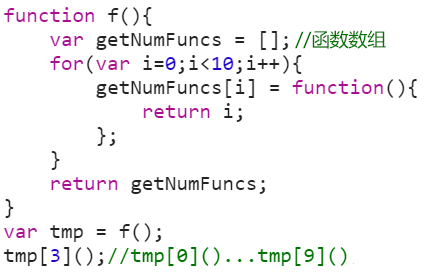 function f(){
    var getNumFuncs = [];//函数数组
    for(var i=0;i<10;i++){
        getNumFuncs[i] = function(){
            return i;
        };
    }
    return getNumFuncs;
}
var tmp = f();
tmp[3]();//tmp[0]()...tmp[9]()